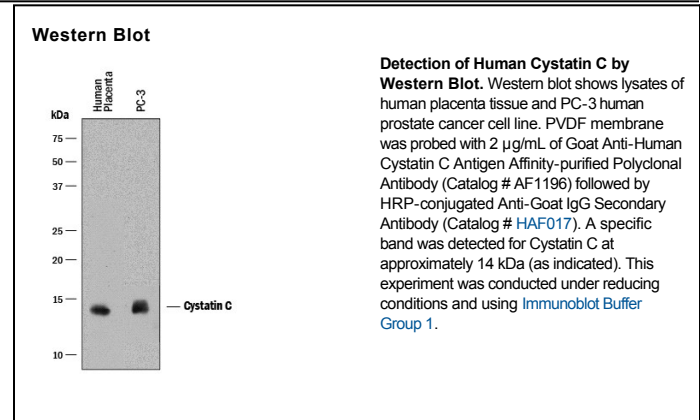 Western Blot
Human
Placenta
PC-3
kDa
75
50
37
25
20
15
10
Cystatin C
Detection of Human Cystatin C by
Western Blot. Western blot shows lysates of
human placenta tissue and PC-3 human
prostate cancer cell line. PVDF membrane
was probed with 2 µg/mL of Goat Anti-Human
Cystatin C Antigen Affinity-purified Polyclonal
Antibody (Catalog # AF1196) followed by
HRP-conjugated Anti-Goat IgG Secondary
Antibody (Catalog # HAF017). A specific
band was detected for Cystatin C at
approximately 14 kDa (as indicated). This
experiment was conducted under reducing
conditions and using Immunoblot Buffer
Group 1.